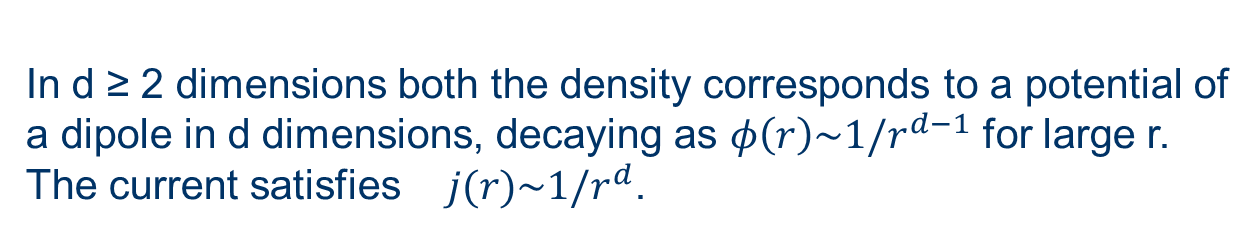 In d ≥ 2 dimensions both the density corresponds to a potential of
a dipole in d dimensions, decaying as 𝜙(𝑟)~1/𝑟^{𝑑−1} for large r.
The current satisfies 𝑗(𝑟)~1/𝑟^𝑑.